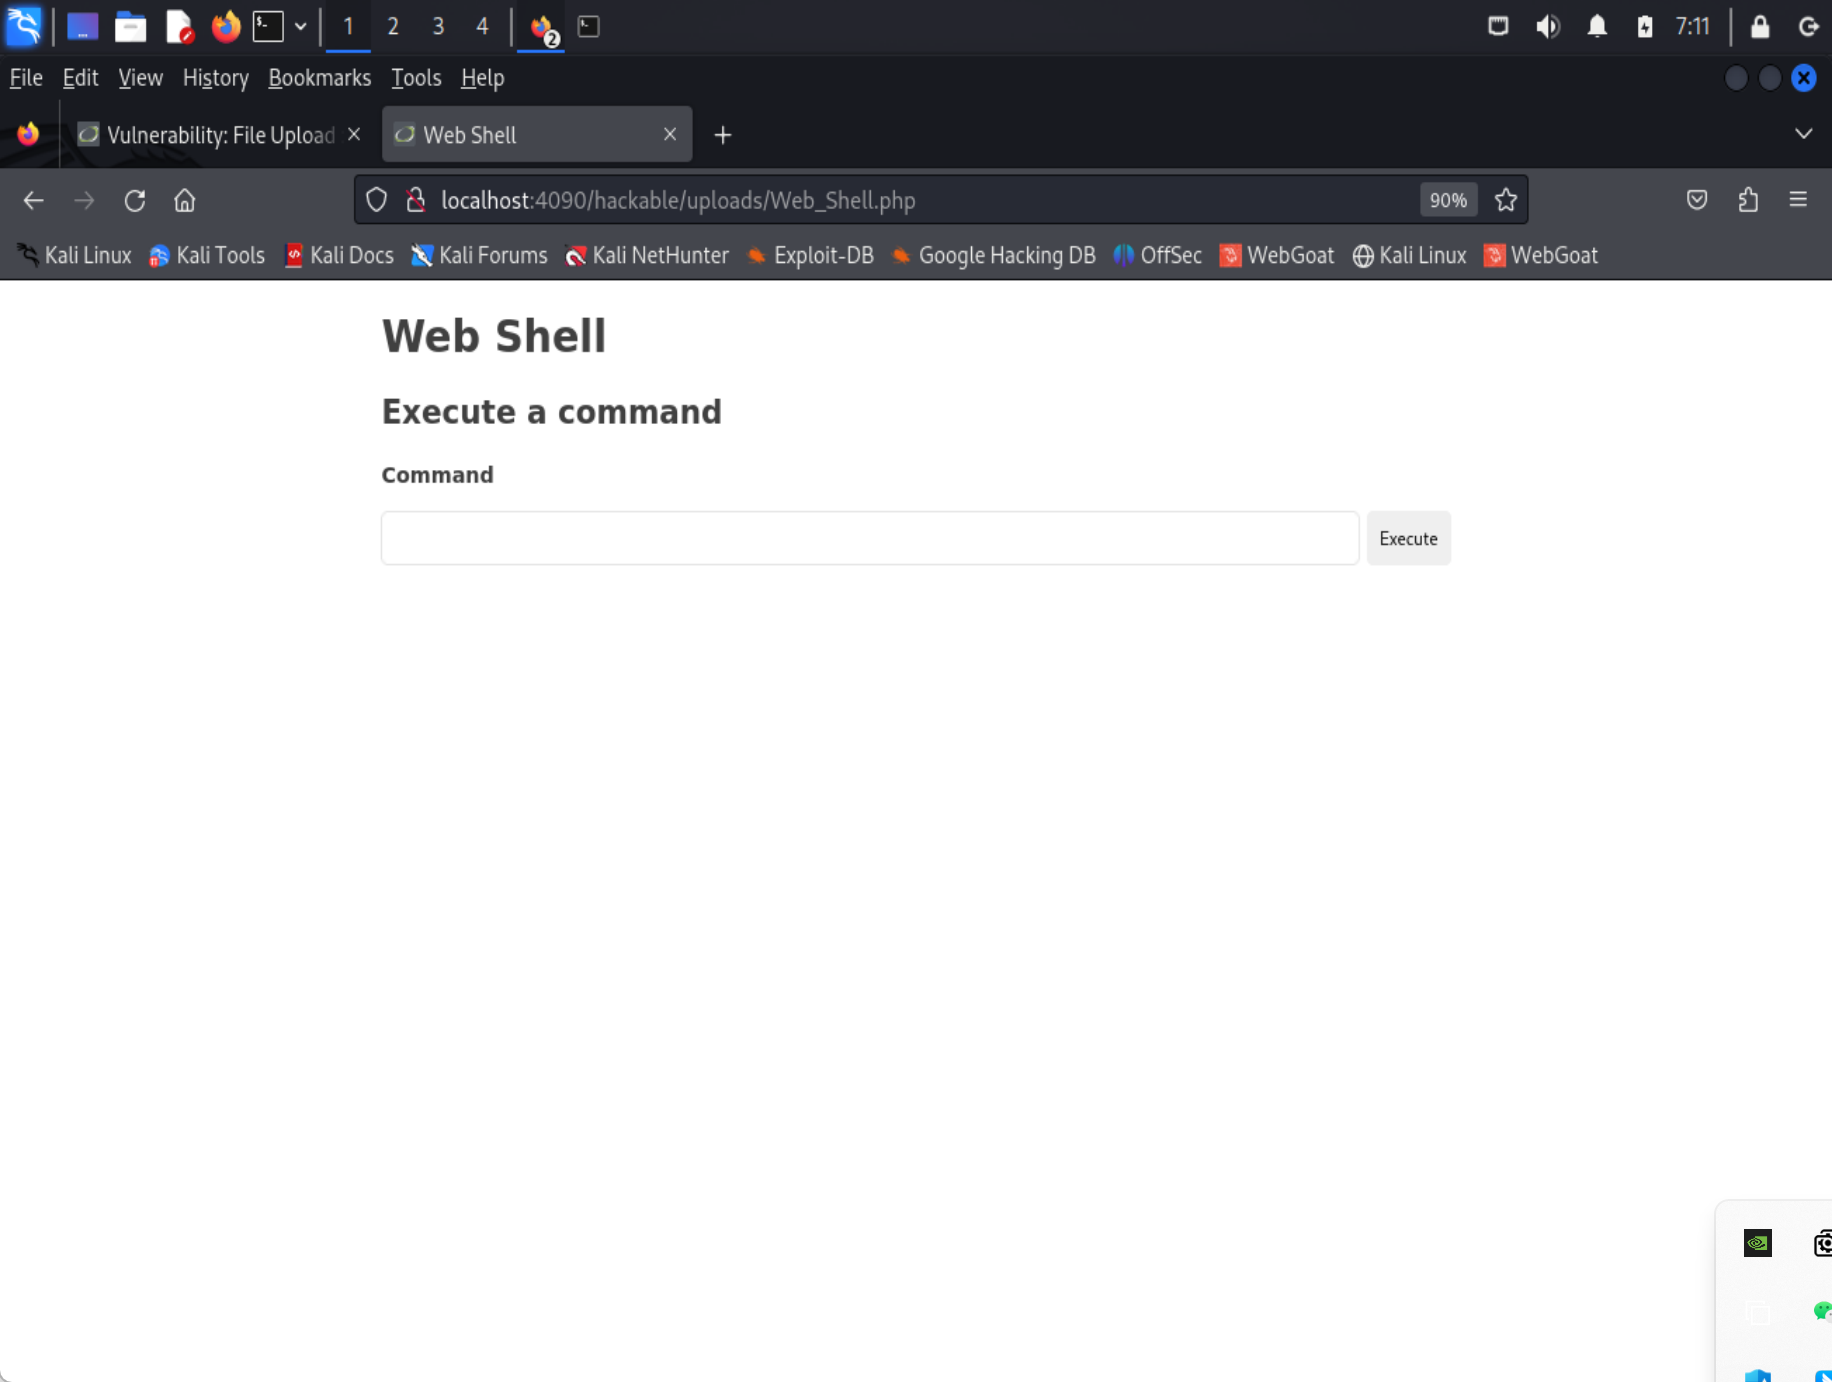 1 2 3 4 2 7:11
File Edit View History Bookmarks Tools Help
Vulnerability: File Upload Web Shell
localhost:4090/hackable/uploads/Web_Shell.php 90%
Kali Linux Kali Tools Kali Docs Kali Forums Kali NetHunter Exploit-DB Google Hacking DB OffSec WebGoat Kali Linux WebGoat
Web Shell
Execute a command
Command
Execute